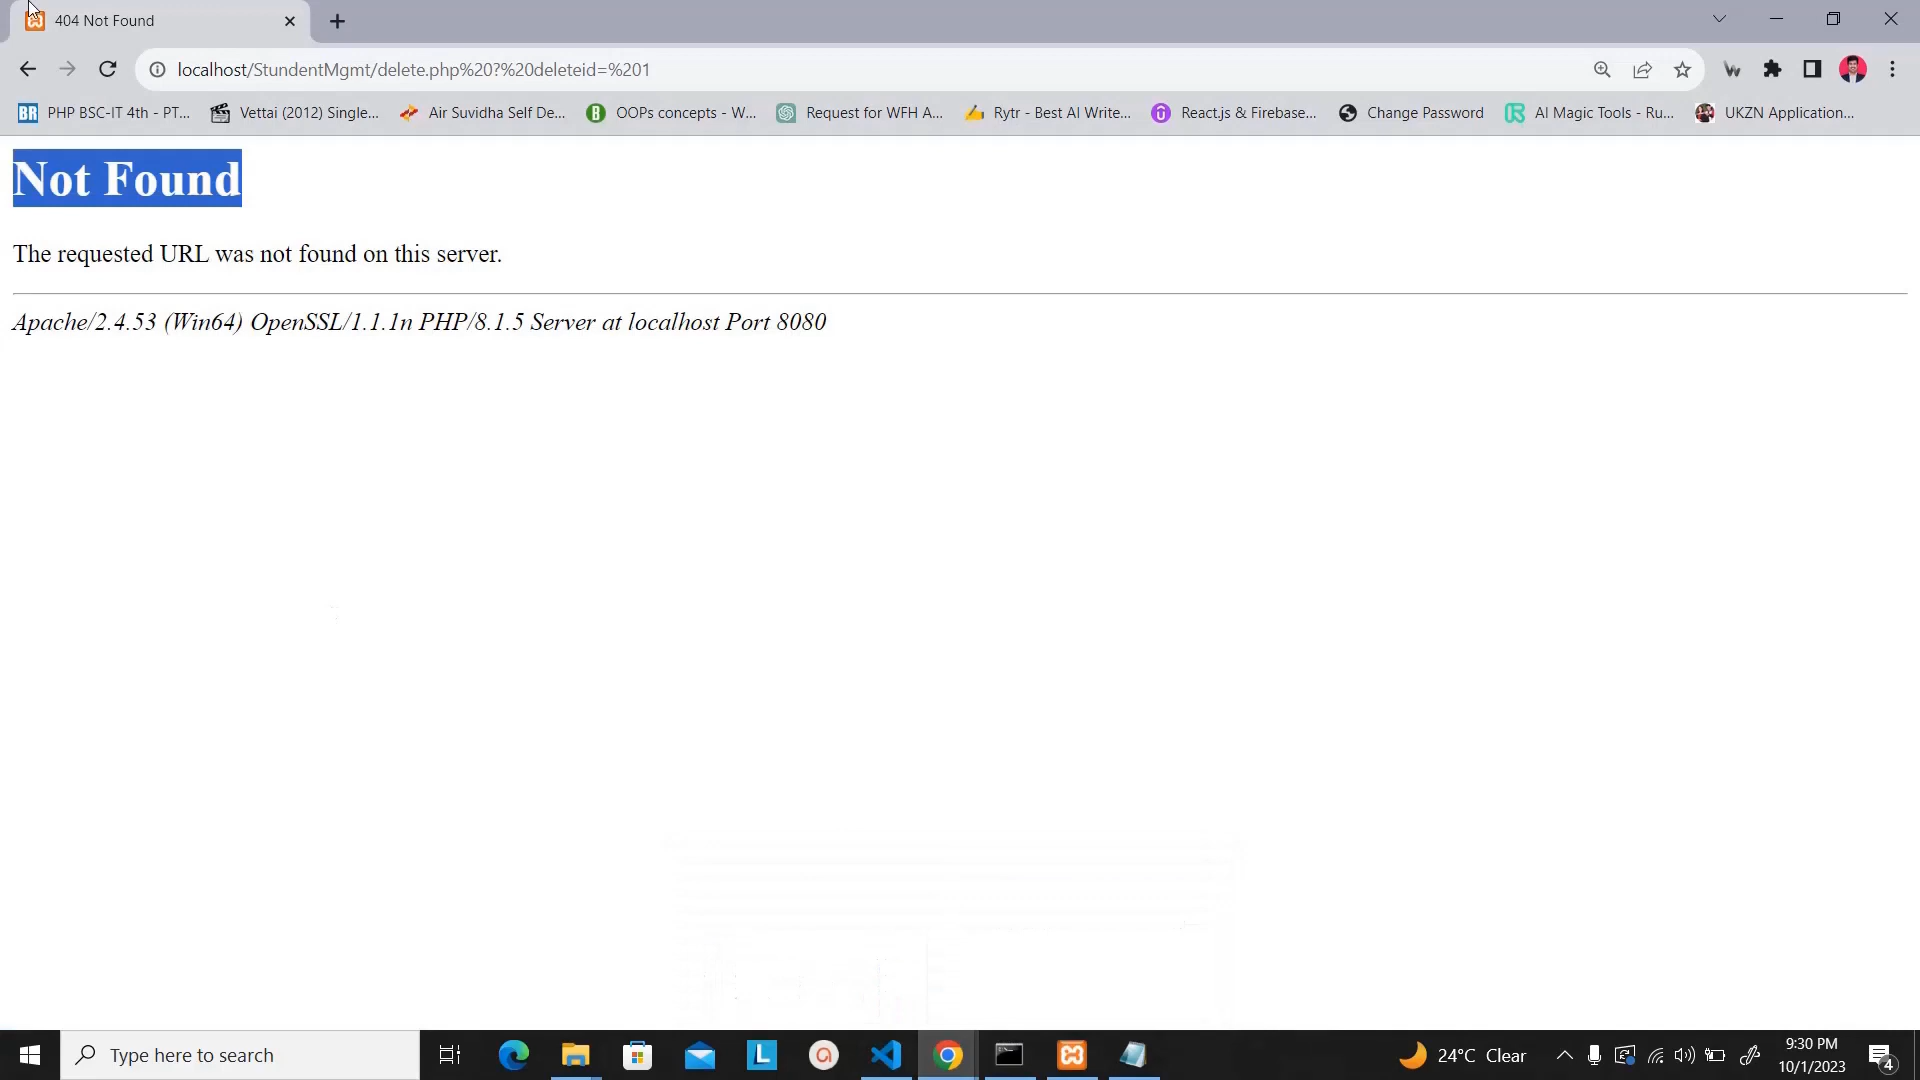 404 Not Found
localhost/StundentMgmt/delete.php%20?%20deleteid=%201
BR PHP BSC-IT 4th - PT... Vettai (2012) Single... Air Suvidha Self De... B OOPs concepts - W... Request for WFH A... Rytr - Best AI Write... React.js & Firebase... Change Password AI Magic Tools - Ru... UKZN Application...
Not Found
The requested URL was not found on this server.
Apache/2.4.53 (Win64) OpenSSL/1.1.1n PHP/8.1.5 Server at localhost Port 8080
Type here to search L 24°C Clear 9:30 PM
10/1/2023 4